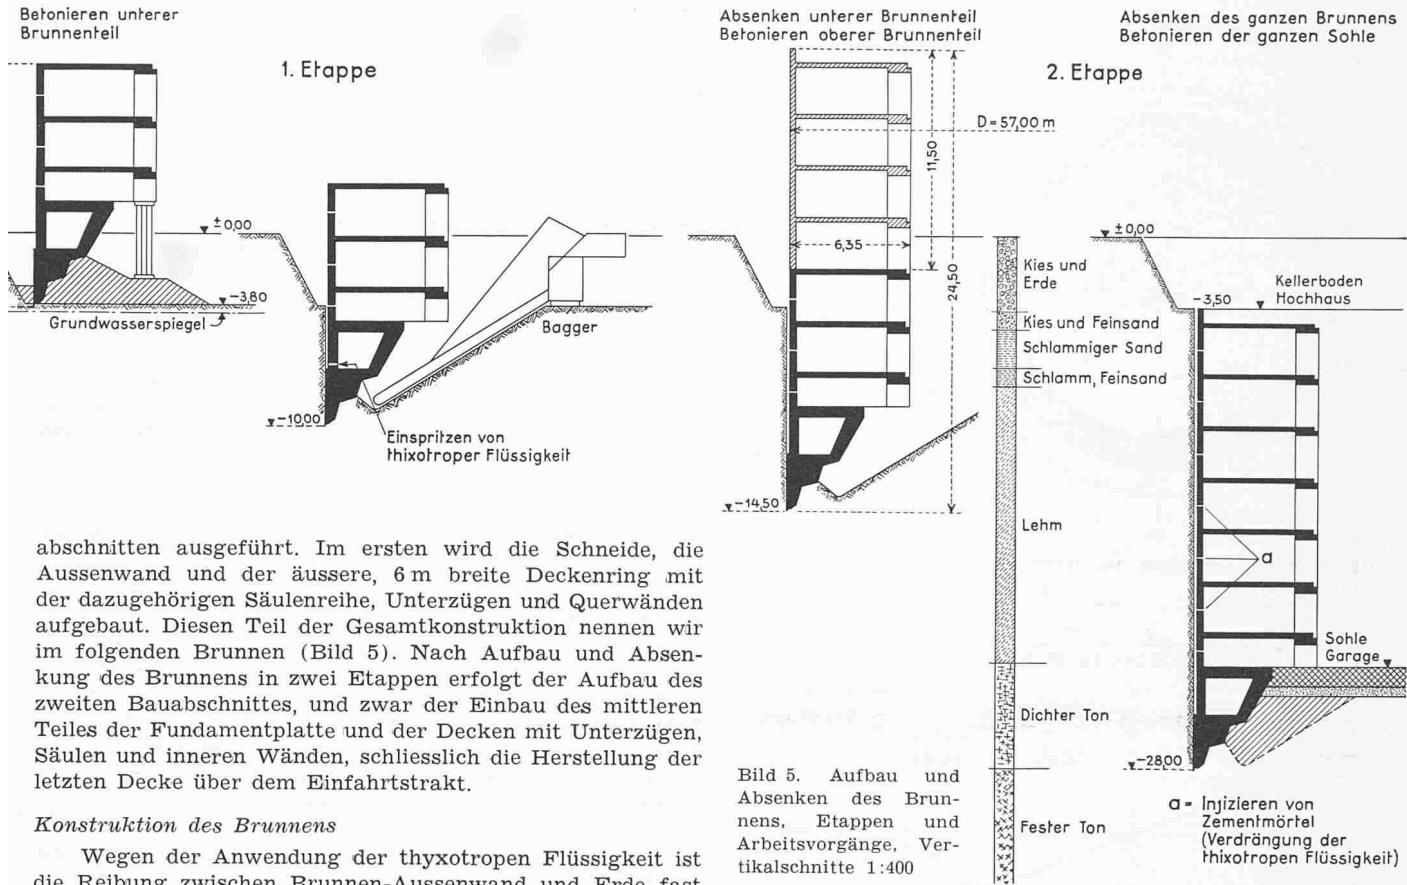 Betonieren unterer
Brunnenteil
1. Etappe
±0,00
−3,80
Grundwasserspiegel
−10,00
Bagger
Einspritzen von
thixotroper Flüssigkeit
Absenken unterer Brunnenteil
Betonieren oberer Brunnenteil
2. Etappe
D=57,00 m
11,50
24,50
6,35
−14,50
Kies und
Erde
Kies und Feinsand
Schlammiger Sand
Schlamm, Feinsand
Lehm
Dichter Ton
Fester Ton
Absenken des ganzen Brunnens
Betonieren der ganzen Sohle
±0,00
−3,50
Kellerboden
Hochhaus
a
Sohle
Garage
−28,00
a = Injizieren von
Zementmörtel
(Verdrängung der
thixotropen Flüssigkeit)
abschnitten ausgeführt. Im ersten wird die Schneide, die
Aussenwand und der äussere, 6 m breite Deckenring mit
der dazugehörigen Säulenreihe, Unterzügen und Querwänden
aufgebaut. Diesen Teil der Gesamtkonstruktion nennen wir
im folgenden Brunnen (Bild 5). Nach Aufbau und Absen-
kung des Brunnens in zwei Etappen erfolgt der Aufbau des
zweiten Bauabschnittes, und zwar der Einbau des mittleren
Teiles der Fundamentplatte und der Decken mit Unterzügen,
Säulen und inneren Wänden, schliesslich die Herstellung der
letzten Decke über dem Einfahrtstrakt.
Konstruktion des Brunnens
Wegen der Anwendung der thyxotropen Flüssigkeit ist
die Reibung zwischen Brunnen-Aussenwand und Erde fast
Bild 5. Aufbau und
Absenken des Brun-
nens, Etappen und
Arbeitsvorgänge, Ver-
tikalschnitte 1:400